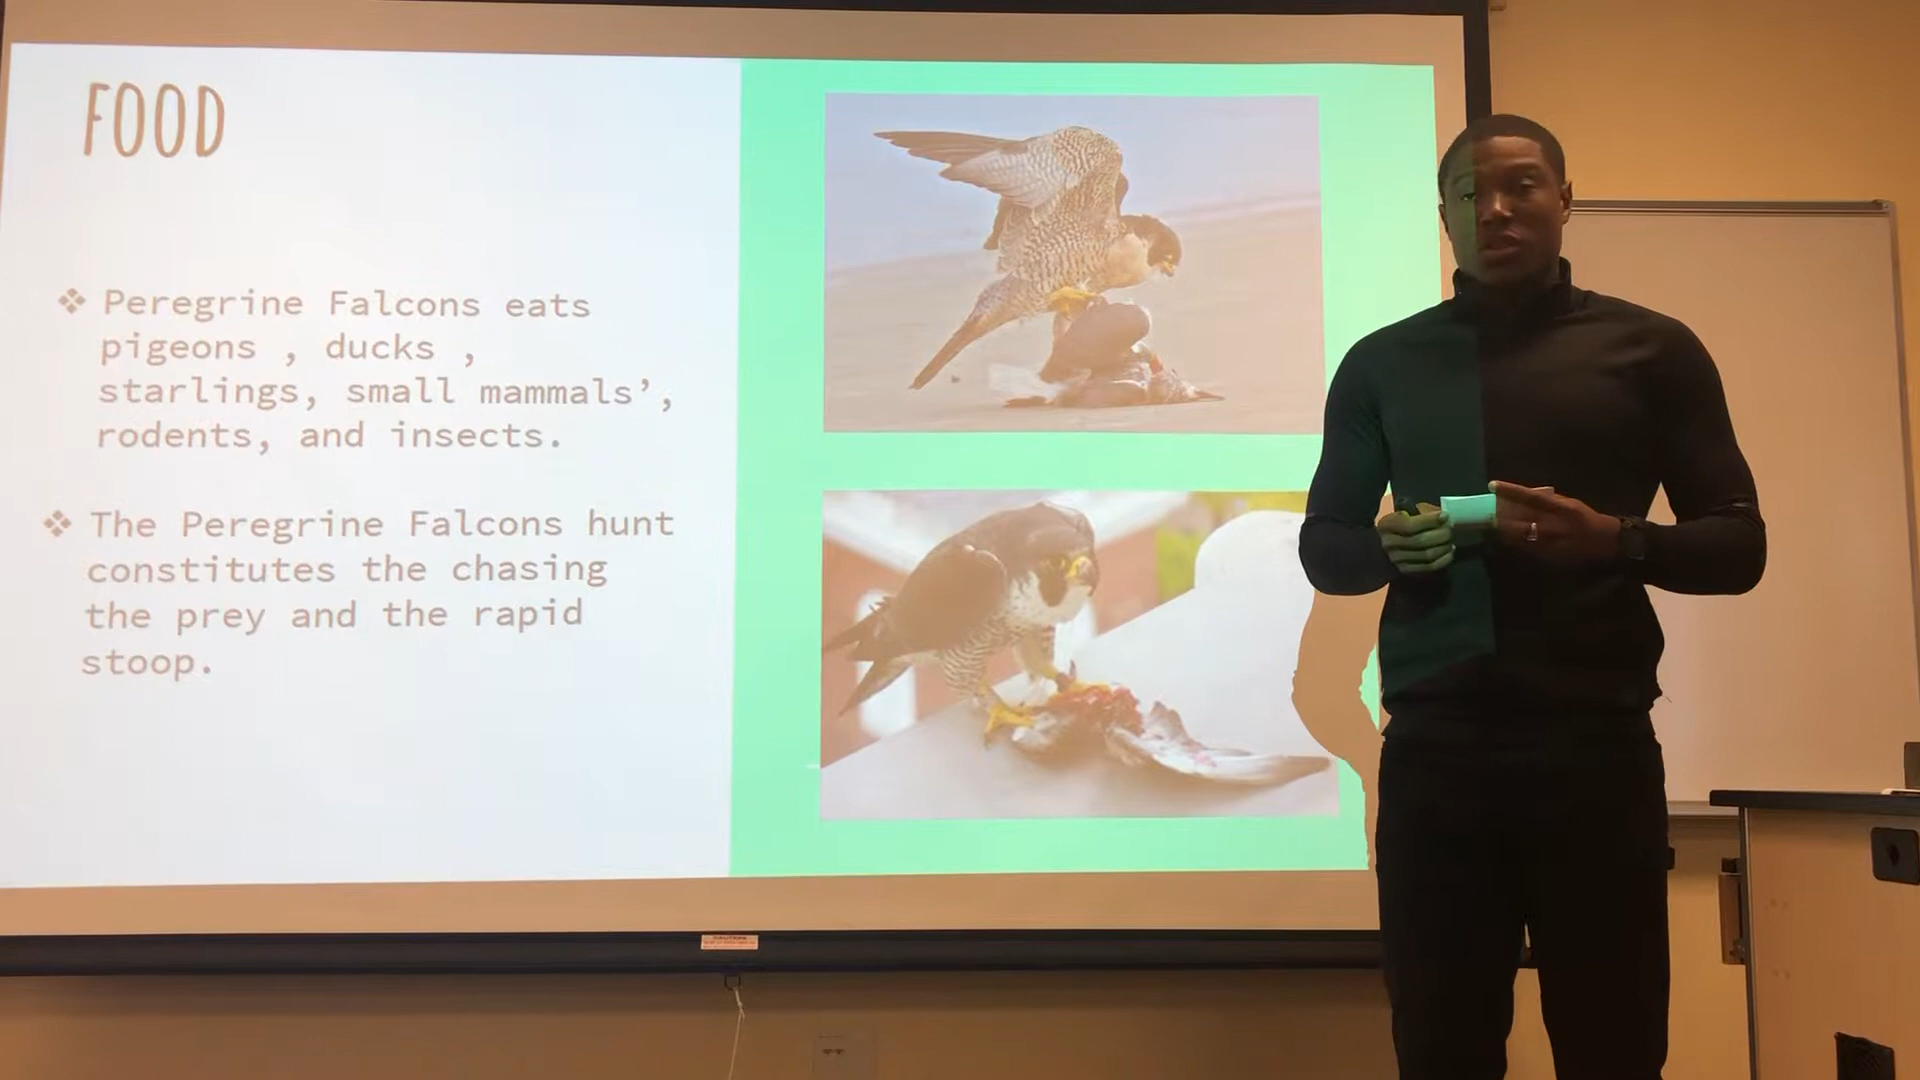 FOOD
❖ Peregrine Falcons eats
pigeons , ducks ,
starlings, small mammals’,
rodents, and insects.
❖ The Peregrine Falcons hunt
constitutes the chasing
the prey and the rapid
stoop.
CAUTION